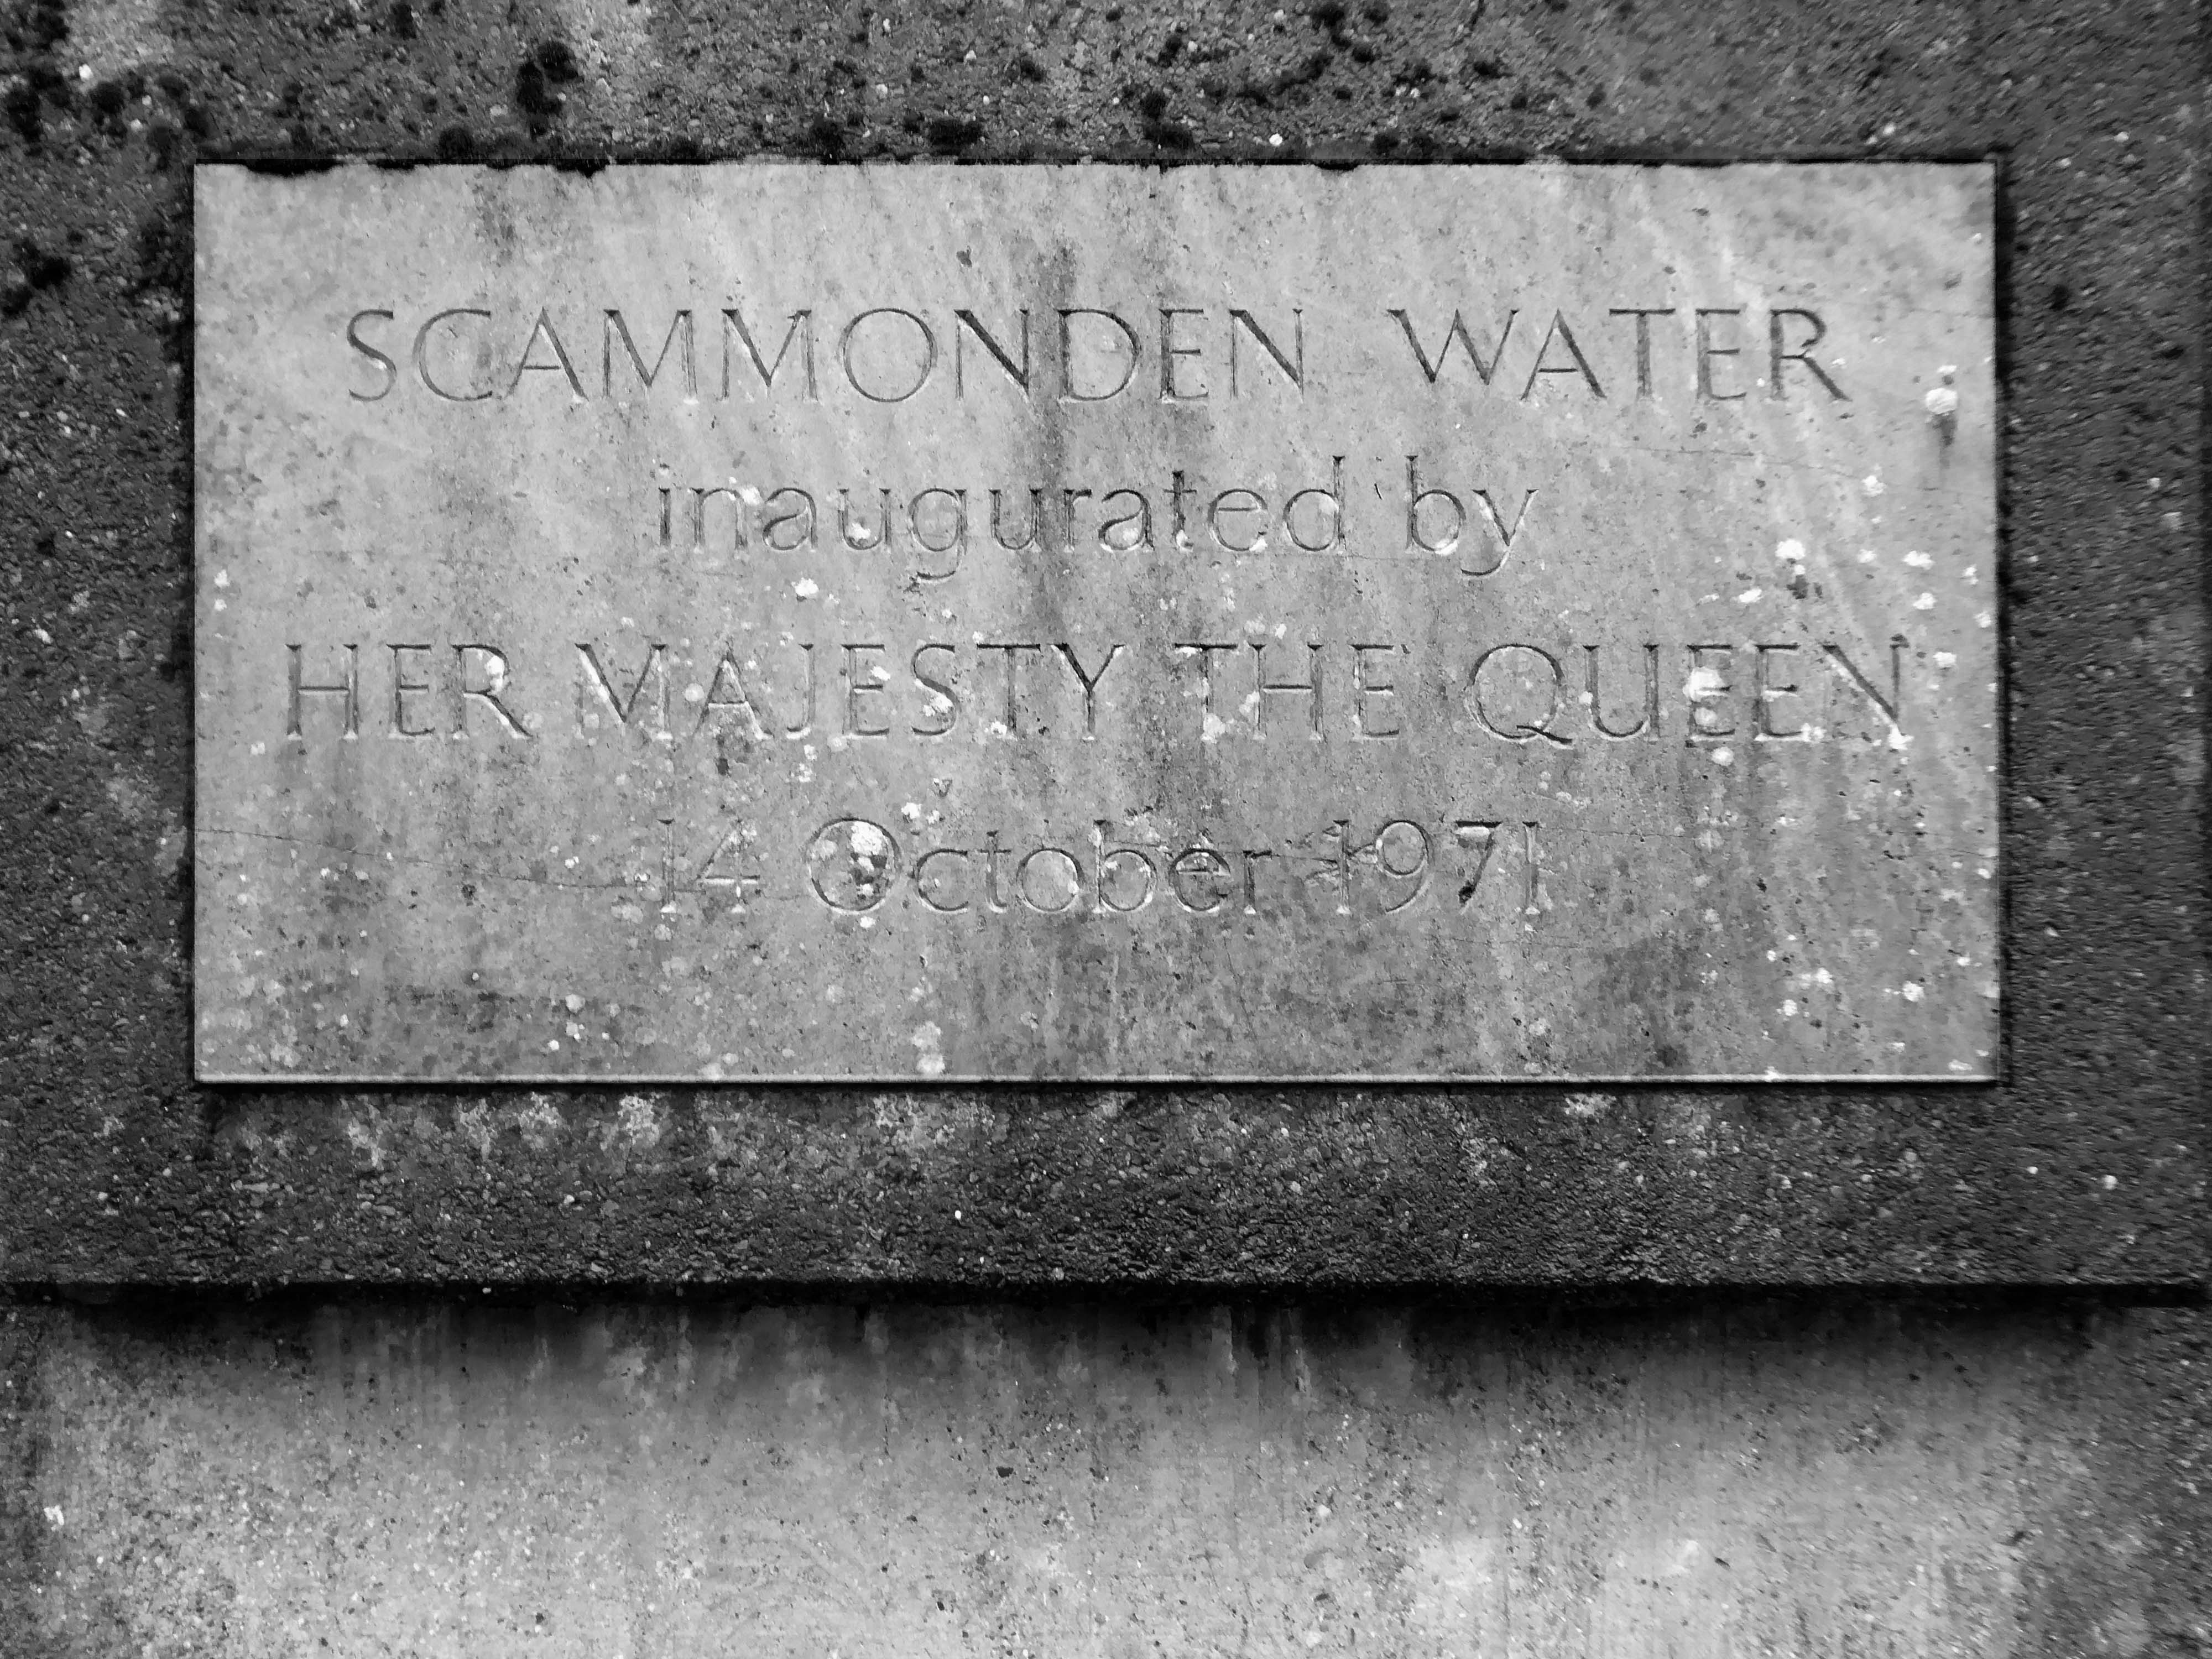 SCAMMONDEN WATER
inaugurated by
HER MAJESTY THE QUEEN
14 October 1971